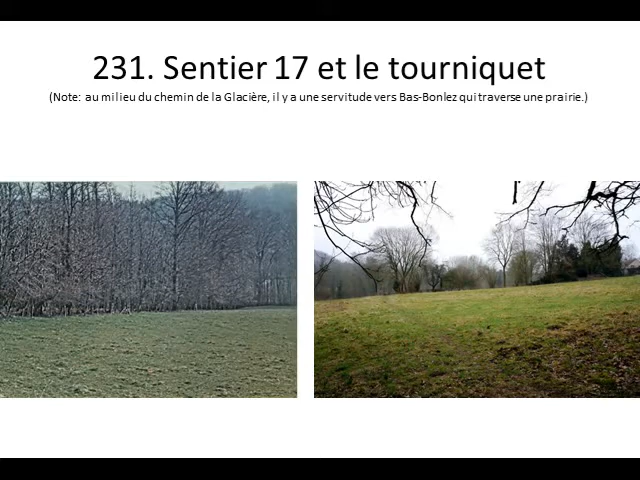 231. Sentier 17 et le tourniquet
(Note: au milieu du chemin de la Glacière, il y a une servitude vers Bas-Bonlez qui traverse une prairie.)